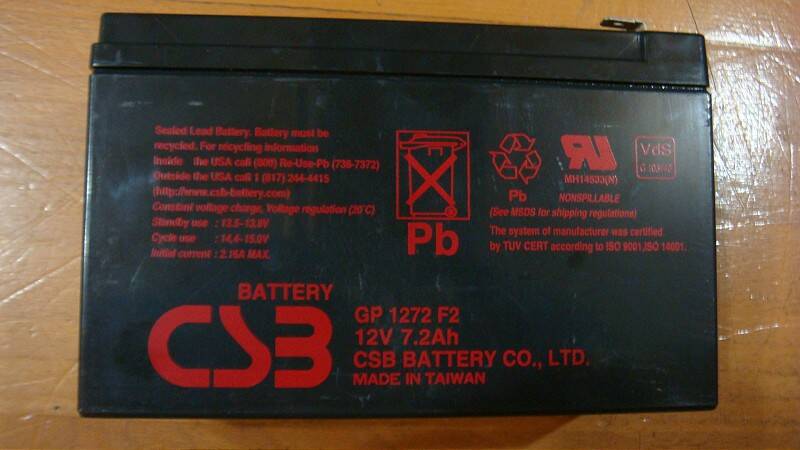 Sealed Lead Battery. Battery must be
recycled. For recycling information
Inside the USA call (800) Re-Use-Pb (738-7372)
Outside the USA call 1 (817) 244-4415
(http://www.csb-battery.com)
Constant voltage charge, Voltage regulation (20°C)
Standby use : 13.5~13.8V
Cycle use : 14.4~15.0V
Initial current : 2.16A MAX.
Pb
Pb
RU
MH14533(N)
VdS
NONSPILLABLE
(See MSDS for shipping regulations)
The system of manufacturer was certified
by TUV CERT according to ISO 9001,ISO 14001.
BATTERY
CSB
GP 1272 F2
12V 7.2Ah
CSB BATTERY CO., LTD.
MADE IN TAIWAN